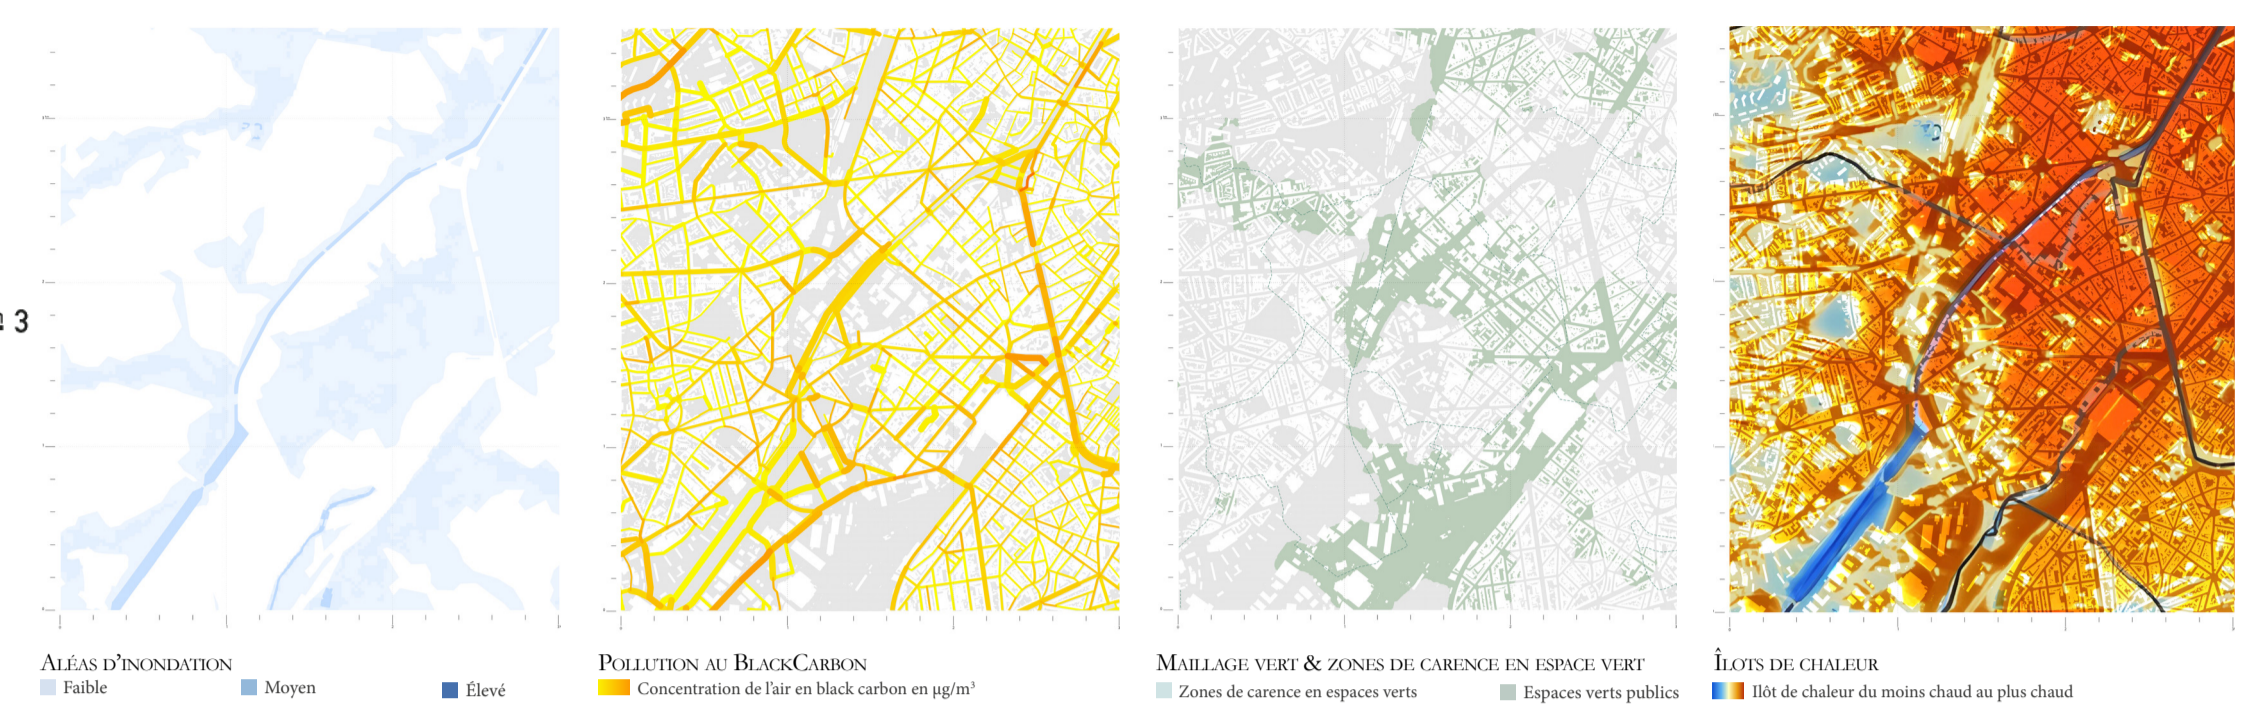 3
ALÉAS D'INONDATION
Faible
Moyen
Élevé
POLLUTION AU BLACKCARBON
Concentration de l'air en black carbon en µg/m³
MAILLAGE VERT & ZONES DE CARENCE EN ESPACE VERT
Zones de carence en espaces verts
Espaces verts publics
ÎLOTS DE CHALEUR
Ilôt de chaleur du moins chaud au plus chaud